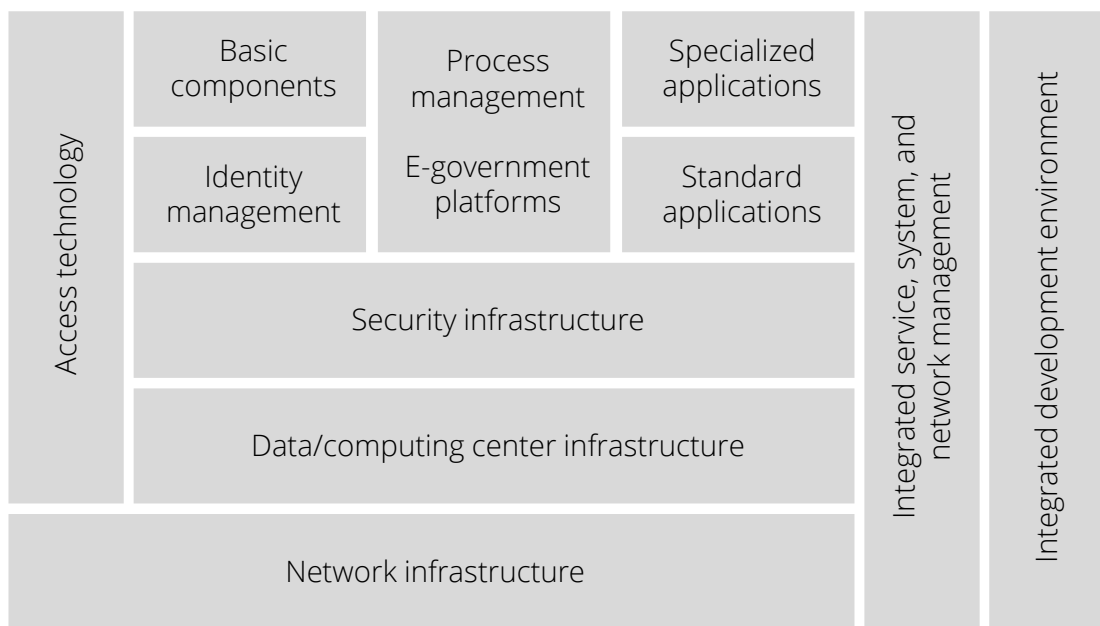 Access technology
Basic
components
Process
management
Specialized
applications
Identity
management
E-government
platforms
Standard
applications
Security infrastructure
Data/computing center infrastructure
Network infrastructure
Integrated service, system, and
network management
Integrated development environment